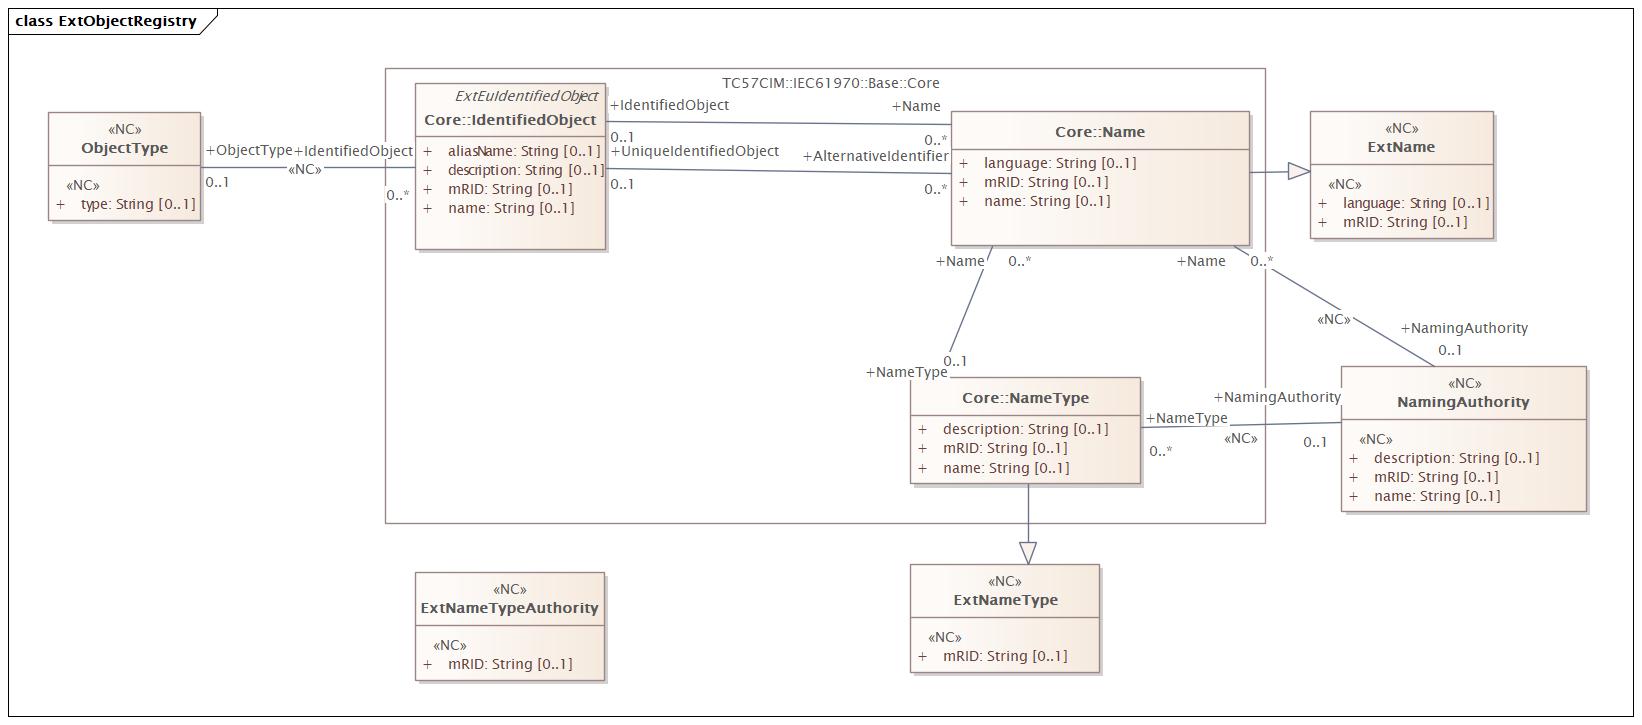 class ExtObjectRegistry
TC57CIM::IEC61970::Base::Core
«NC»
ObjectType
«NC»
+ type: String [0..1]
+ObjectType
0..1
+IdentifiedObject
«NC»
0..*
ExtEuIdentifiedObject
Core::IdentifiedObject
+ aliasName: String [0..1]
+ description: String [0..1]
+ mRID: String [0..1]
+ name: String [0..1]
+IdentifiedObject
0..1
+Name
0..*
+UniqueIdentifiedObject
0..1
+AlternativeIdentifier
0..*
Core::Name
+ language: String [0..1]
+ mRID: String [0..1]
+ name: String [0..1]
«NC»
ExtName
«NC»
+ language: String [0..1]
+ mRID: String [0..1]
+Name
0..*
+Name
0..*
«NC»
+NamingAuthority
0..1
0..1
+NameType
Core::NameType
+ description: String [0..1]
+ mRID: String [0..1]
+ name: String [0..1]
+NamingAuthority
+NameType
«NC»
0..1
0..*
«NC»
NamingAuthority
«NC»
+ description: String [0..1]
+ mRID: String [0..1]
+ name: String [0..1]
«NC»
ExtNameTypeAuthority
«NC»
+ mRID: String [0..1]
«NC»
ExtNameType
«NC»
+ mRID: String [0..1]